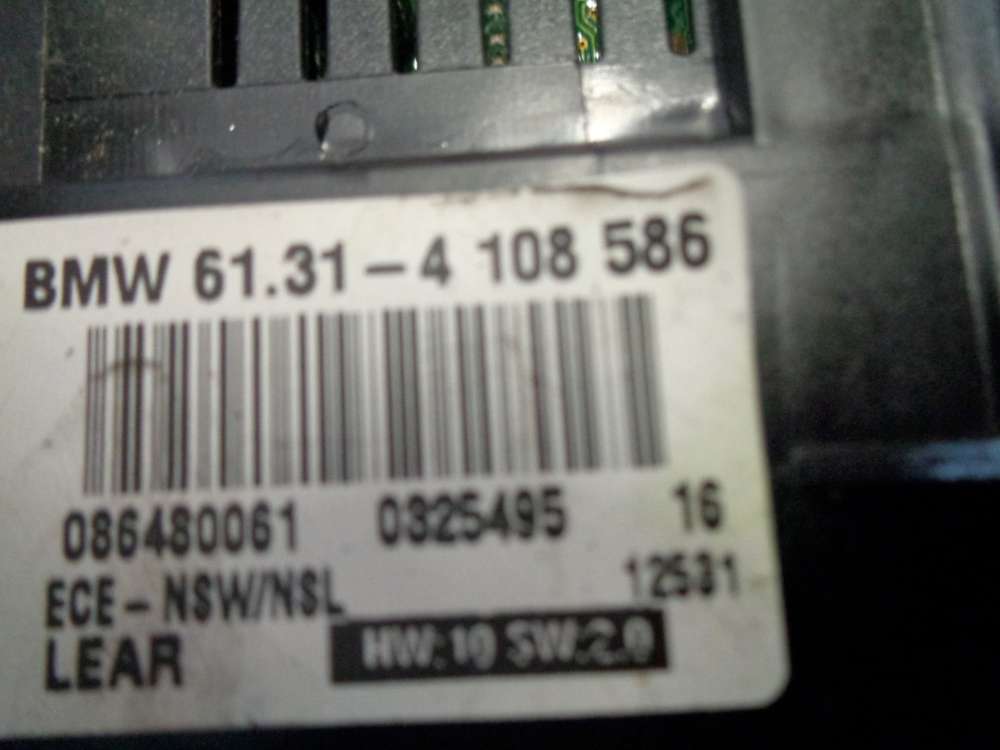 BMW 61.31 – 4 108 586
086480061 0325495 16
ECE – NSW/NSL 12531
LEAR HW:10 SW:2.0